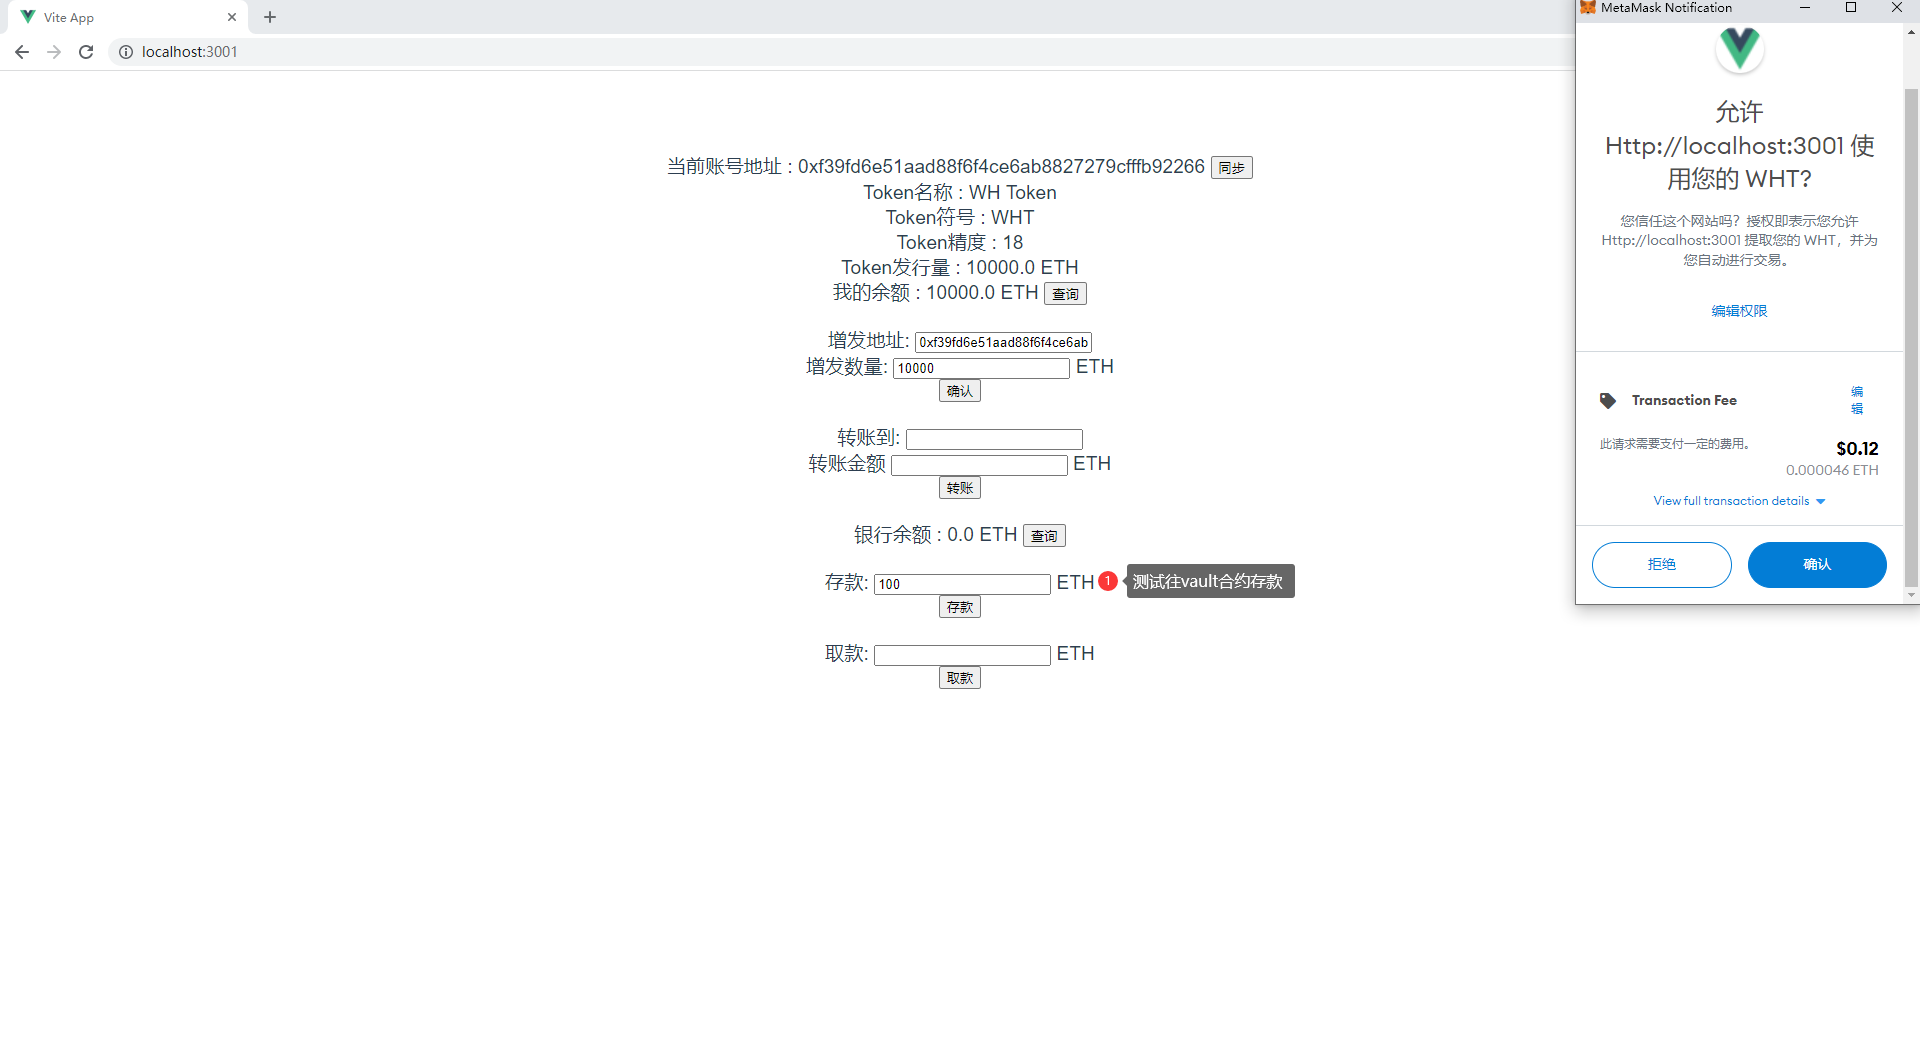 Vite App
localhost:3001
当前账号地址 : 0xf39fd6e51aad88f6f4ce6ab8827279cfffb92266 同步
Token名称 : WH Token
Token符号 : WHT
Token精度 : 18
Token发行量 : 10000.0 ETH
我的余额 : 10000.0 ETH 查询
增发地址: 0xf39fd6e51aad88f6f4ce6ab
增发数量: 10000 ETH
确认
转账到:
转账金额 ETH
转账
银行余额 : 0.0 ETH 查询
存款: 100 ETH 1 测试往vault合约存款
存款
取款: ETH
取款
MetaMask Notification
允许
Http://localhost:3001 使
用您的 WHT?
您信任这个网站吗？授权即表示您允许
Http://localhost:3001 提取您的 WHT，并为
您自动进行交易。
编辑权限
Transaction Fee
编
辑
此请求需要支付一定的费用。
$0.12
0.000046 ETH
View full transaction details
拒绝
确认